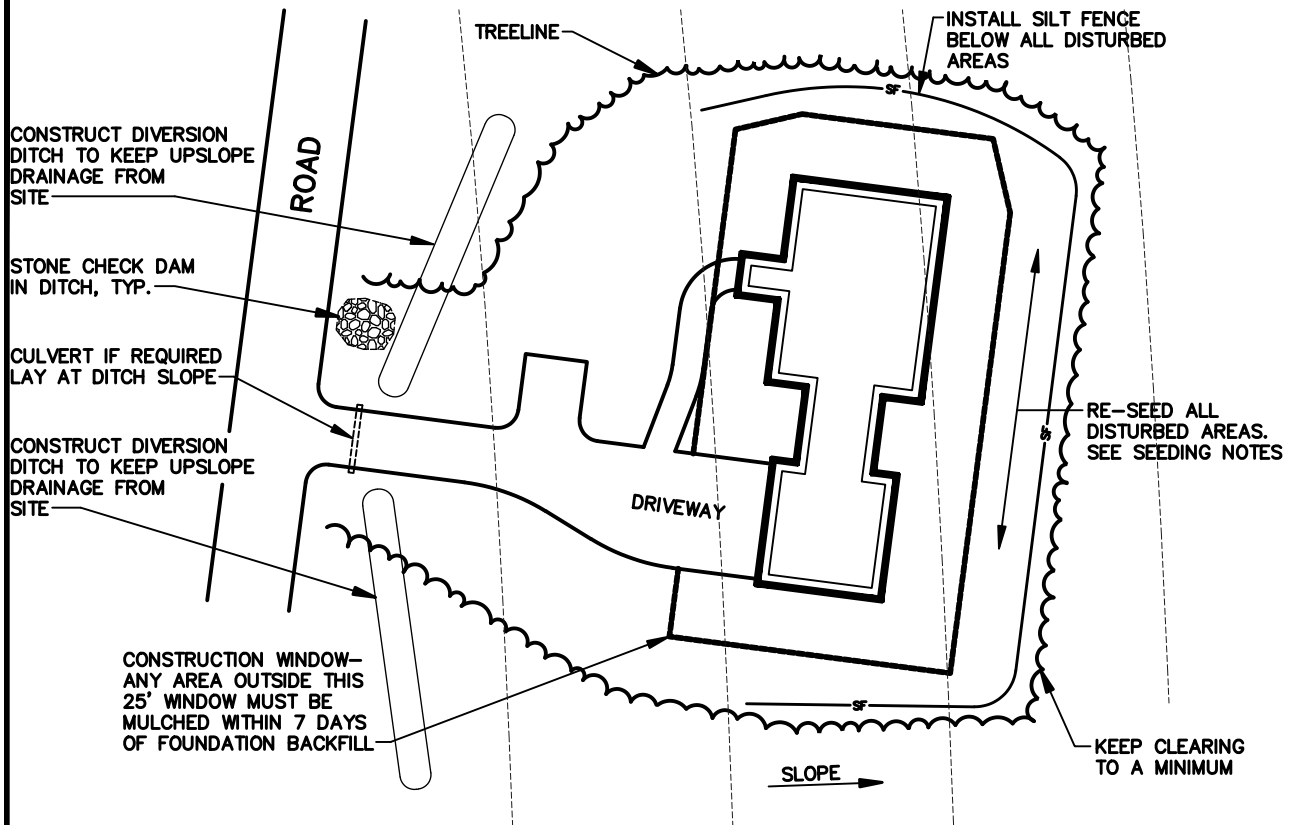 INSTALL SILT FENCE
BELOW ALL DISTURBED
AREAS
TREELINE
SF
CONSTRUCT DIVERSION
DITCH TO KEEP UPSLOPE
DRAINAGE FROM
SITE
ROAD
STONE CHECK DAM
IN DITCH, TYP.
CULVERT IF REQUIRED
LAY AT DITCH SLOPE
RE-SEED ALL
DISTURBED AREAS.
SEE SEEDING NOTES
SF
CONSTRUCT DIVERSION
DITCH TO KEEP UPSLOPE
DRAINAGE FROM
SITE
DRIVEWAY
CONSTRUCTION WINDOW-
ANY AREA OUTSIDE THIS
25' WINDOW MUST BE
MULCHED WITHIN 7 DAYS
OF FOUNDATION BACKFILL
SF
KEEP CLEARING
TO A MINIMUM
SLOPE